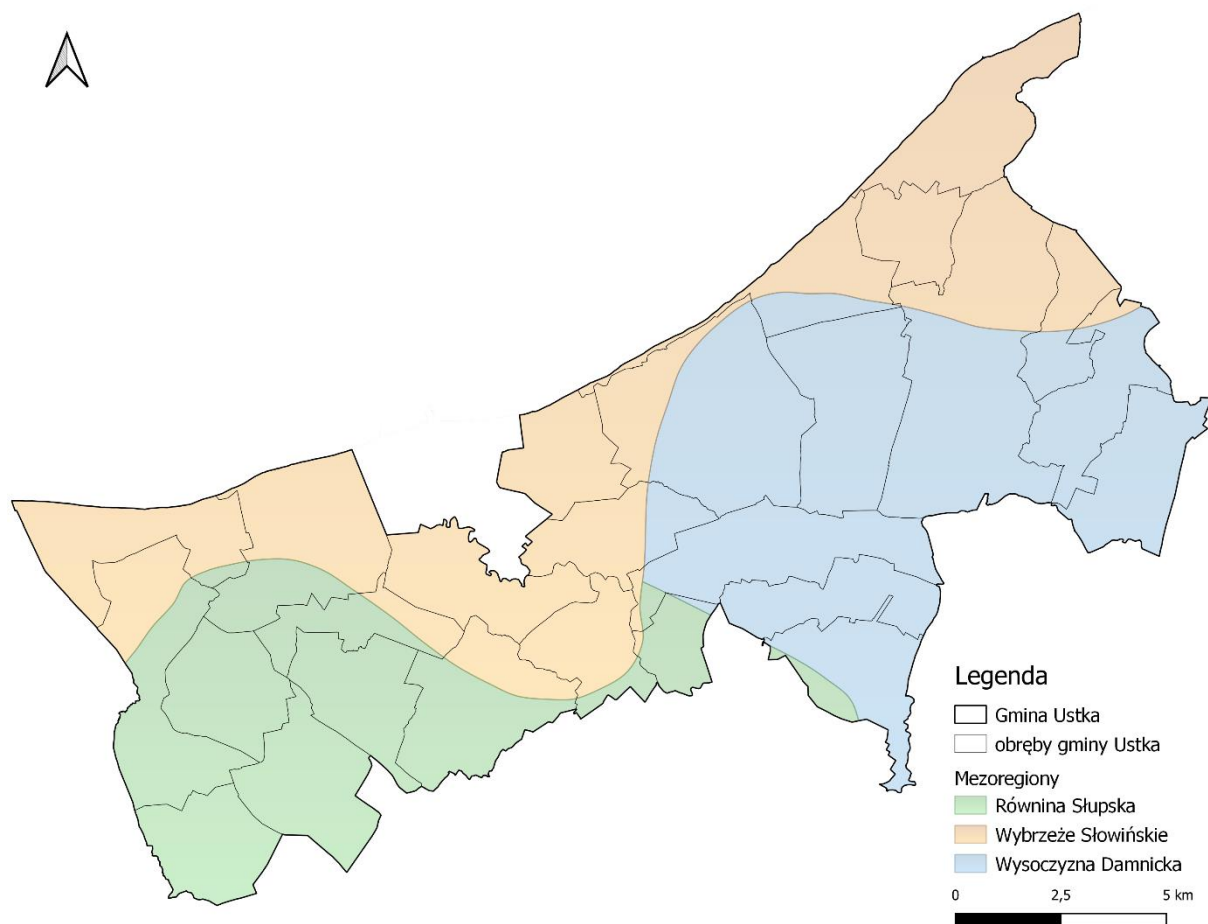 Legenda
Gmina Ustka
obręby gminy Ustka
Mezoregiony
Równina Słupska
Wybrzeże Słowińskie
Wysoczyzna Damnicka
0 2,5 5 km